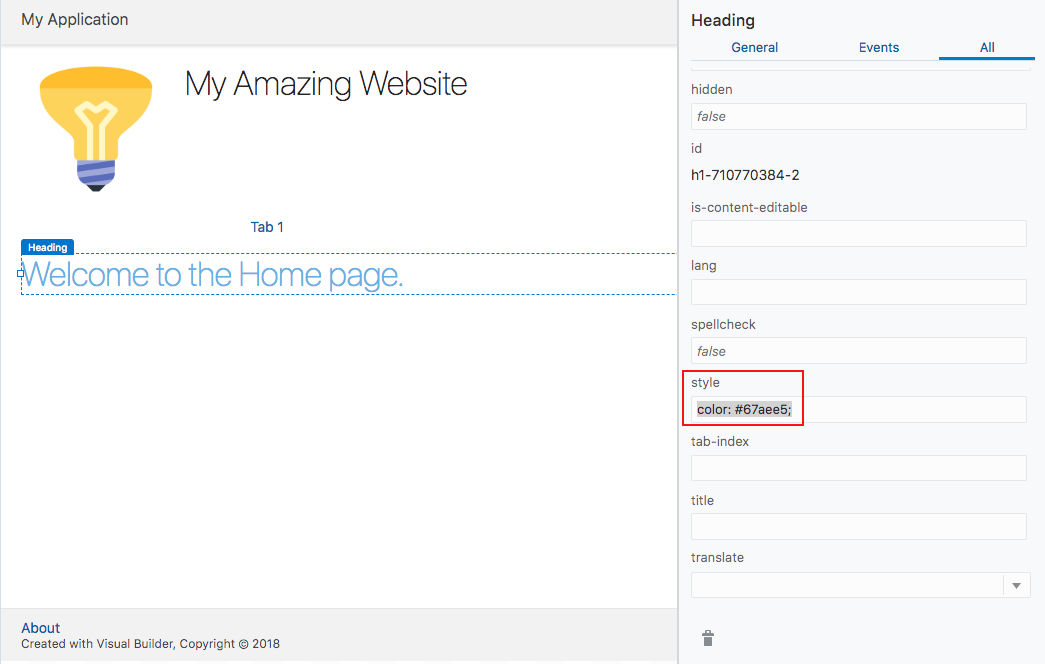 My Application
My Amazing Website
Tab 1
Heading
Welcome to the Home page.
About
Created with Visual Builder, Copyright © 2018
Heading
General Events All
hidden
false
id
h1-710770384-2
is-content-editable
lang
spellcheck
false
style
color: #67aee5;
tab-index
title
translate